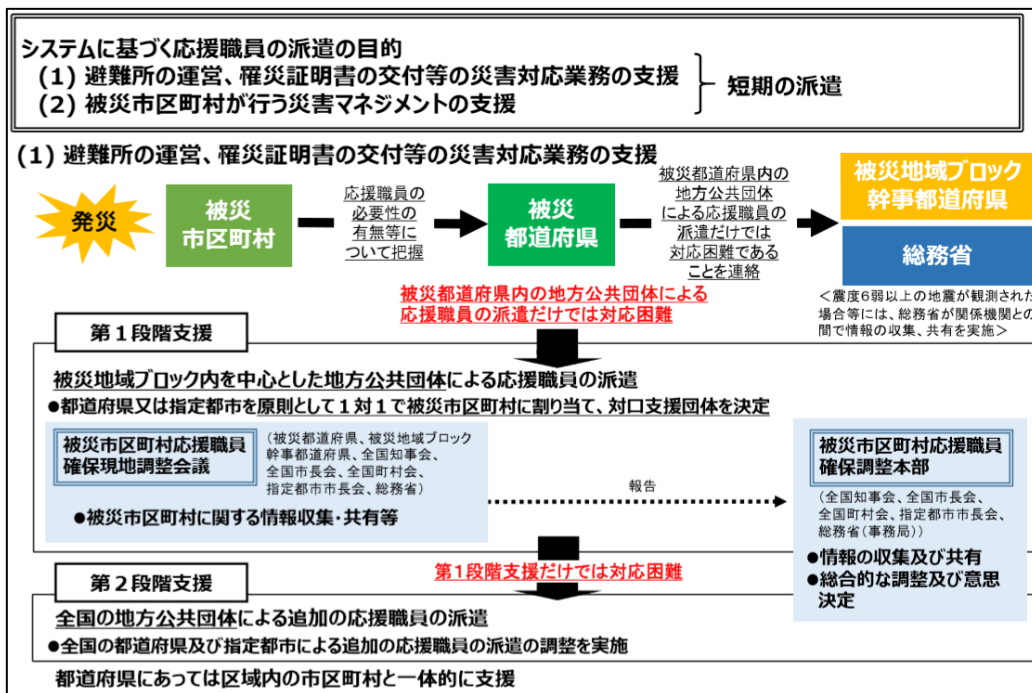 システムに基づく応援職員の派遣の目的
(1) 避難所の運営、罹災証明書の交付等の災害対応業務の支援
(2) 被災市区町村が行う災害マネジメントの支援
短期の派遣
(1) 避難所の運営、罹災証明書の交付等の災害対応業務の支援
発災
被災
市区町村
応援職員の
必要性の
有無等に
ついて把握
被災
都道府県
被災都道府県内の
地方公共団体
による応援職員の
派遣だけでは
対応困難である
ことを連絡
被災地域ブロック
幹事都道府県
総務省
<震度6弱以上の地震が観測された
場合等には、総務省が関係機関との
間で情報の収集、共有を実施>
被災都道府県内の地方公共団体による
応援職員の派遣だけでは対応困難
第1段階支援
被災地域ブロック内を中心とした地方公共団体による応援職員の派遣
●都道府県又は指定都市を原則として1対1で被災市区町村に割り当て、対口支援団体を決定
被災市区町村応援職員
確保現地調整会議
(被災都道府県、被災地域ブロック
幹事都道府県、全国知事会、
全国市長会、全国町村会、
指定都市市長会、総務省)
●被災市区町村に関する情報収集・共有等
報告
被災市区町村応援職員
確保調整本部
(全国知事会、全国市長会、
全国町村会、指定都市市長会、
総務省(事務局))
●情報の収集及び共有
●総合的な調整及び意思
決定
第1段階支援だけでは対応困難
第2段階支援
全国の地方公共団体による追加の応援職員の派遣
●全国の都道府県及び指定都市による追加の応援職員の派遣の調整を実施
都道府県にあっては区域内の市区町村と一体的に支援